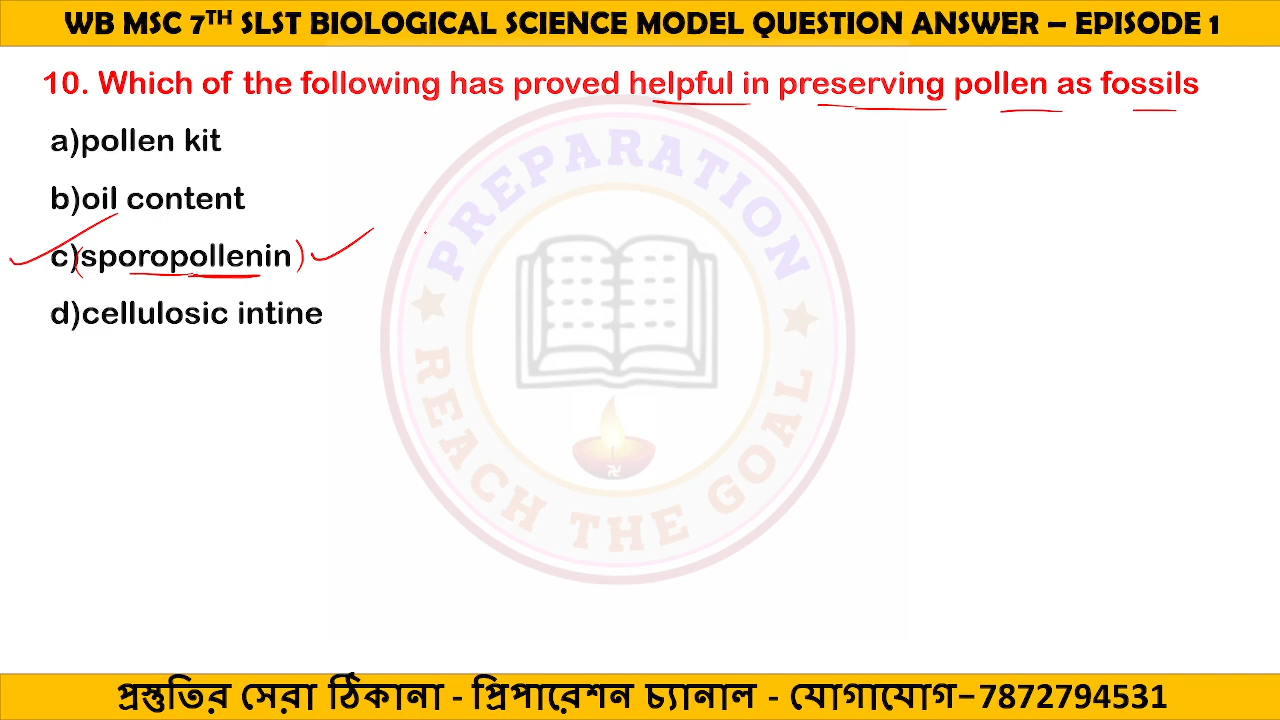 WB MSC 7TH SLST BIOLOGICAL SCIENCE MODEL QUESTION ANSWER – EPISODE 1
10. Which of the following has proved helpful in preserving pollen as fossils
a)pollen kit
b)oil content
c)sporopollenin
d)cellulosic intine
PREPARATION
REACH THE GOAL
প্রস্তুতির সেরা ঠিকানা - প্রিপারেশন চ্যানাল - যোগাযোগ–7872794531